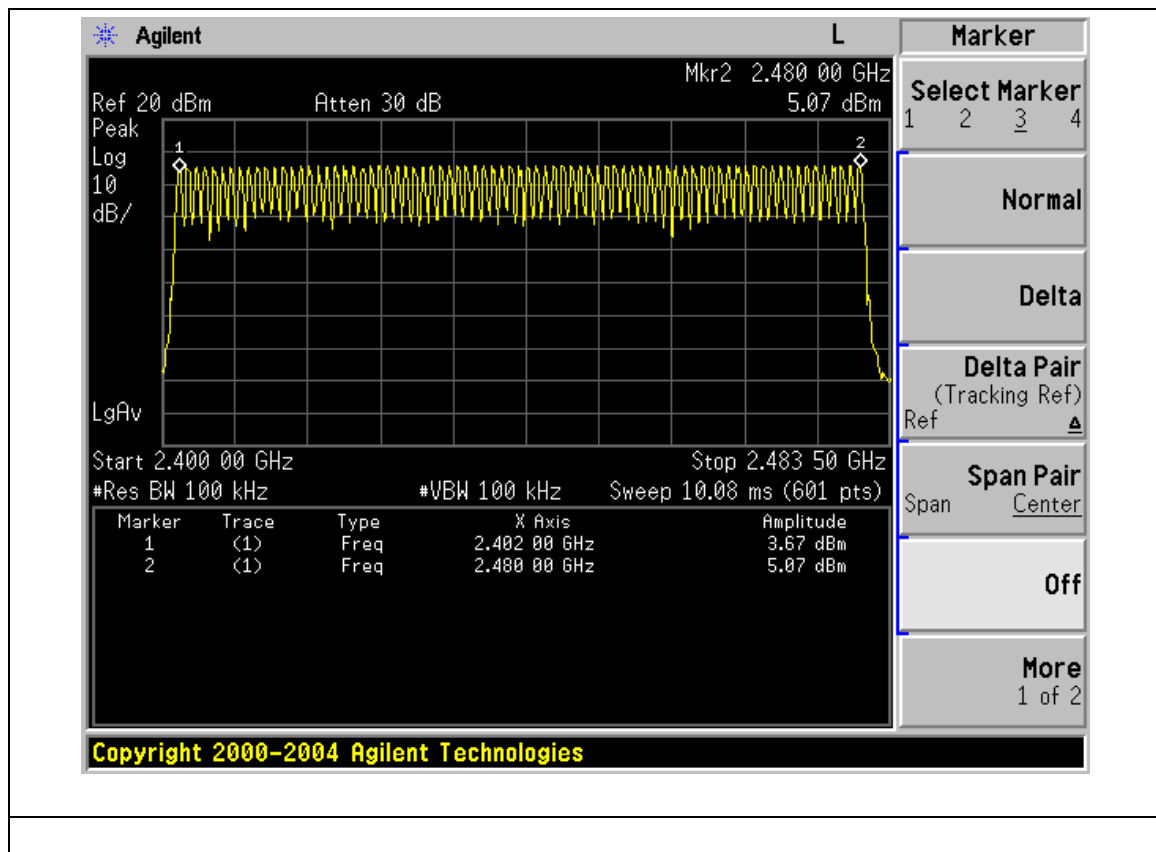 Agilent L
Mkr2 2.480 00 GHz
Ref 20 dBm Atten 30 dB 5.07 dBm
Peak
Log
10
dB/
1
2
LgAv
Start 2.400 00 GHz Stop 2.483 50 GHz
#Res BW 100 kHz #VBW 100 kHz Sweep 10.08 ms (601 pts)
Marker Trace Type X Axis Amplitude
1 (1) Freq 2.402 00 GHz 3.67 dBm
2 (1) Freq 2.480 00 GHz 5.07 dBm
Copyright 2000-2004 Agilent Technologies
Marker
Select Marker
1 2 3 4
Normal
Delta
Delta Pair
(Tracking Ref)
Ref Δ
Span Pair
Span Center
Off
More
1 of 2